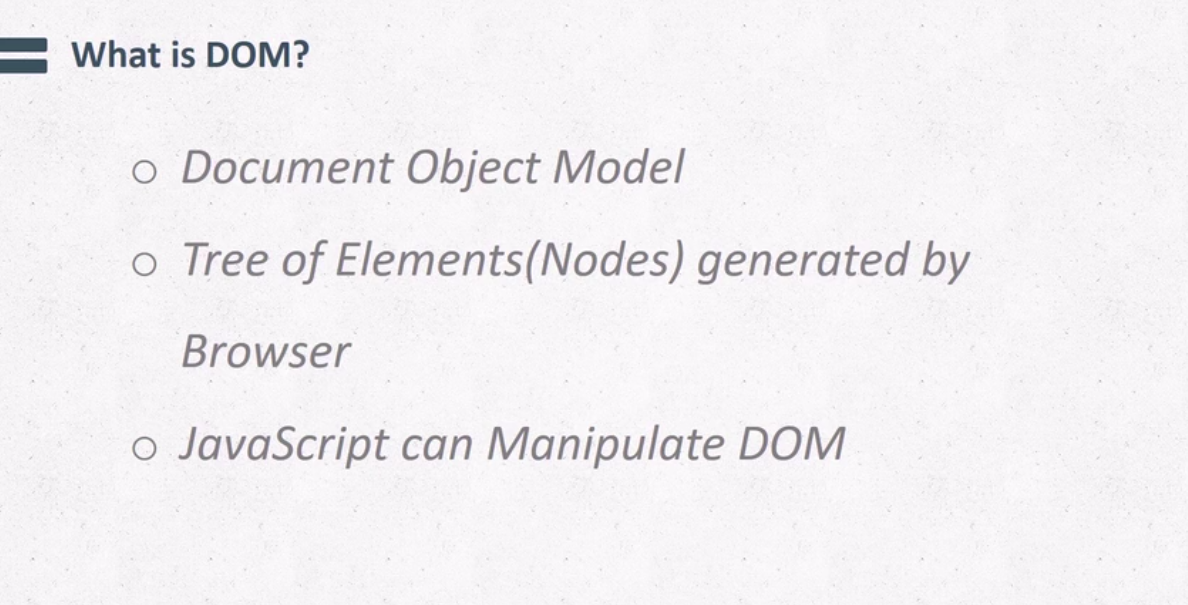 What is DOM?
Document Object Model
Tree of Elements(Nodes) generated by
Browser
JavaScript can Manipulate DOM